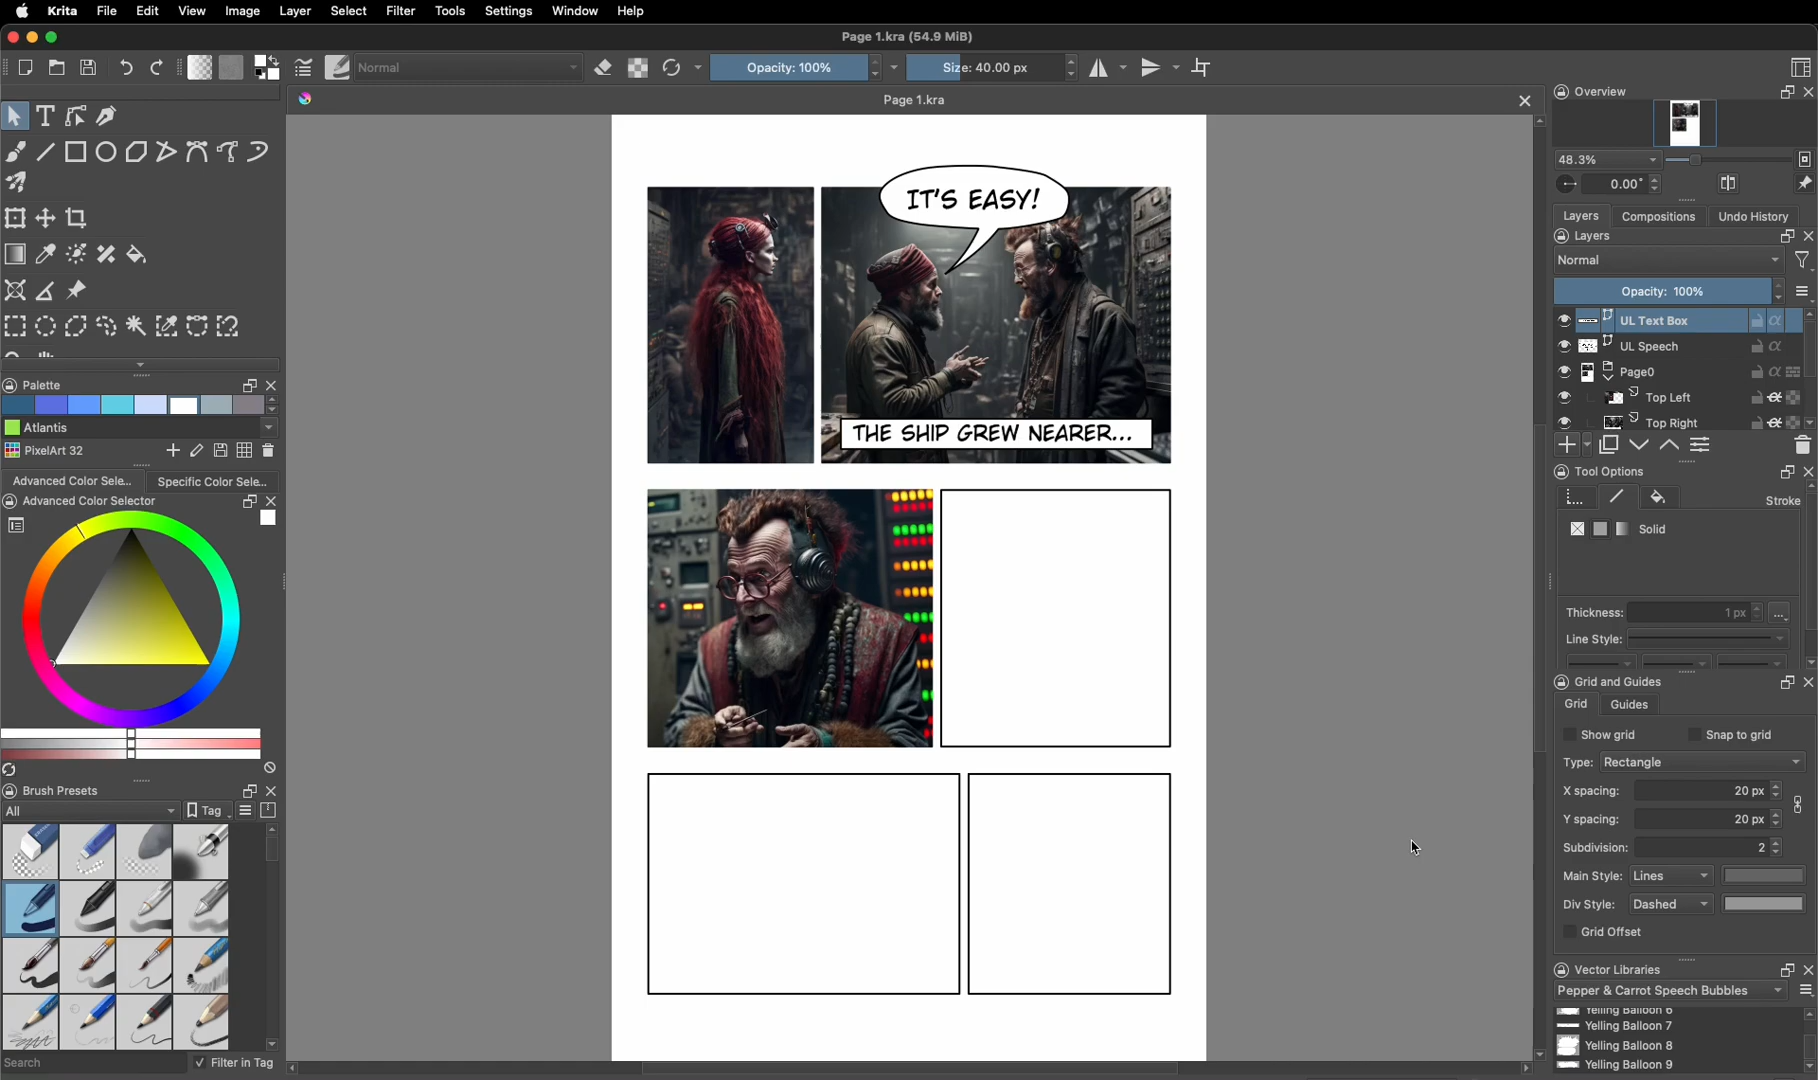 Krita File Edit View Image Layer Select Filter Tools Settings Window Help
Page 1.kra (54.9 MiB)
Normal
Opacity: 100%
Size: 40.00 px
Page 1.kra
Overview
48.3%
0.00°
Layers Compositions Undo History
Layers
Normal
Opacity: 100%
UL Text Box
UL Speech
Page0
Top Left
Top Right
IT'S EASY!
THE SHIP GREW NEARER...
Palette
Atlantis
PixelArt 32
Advanced Color Sele... Specific Color Sele...
Advanced Color Selector
Brush Presets
All
Tag
Search
Filter in Tag
Tool Options
Stroke
Solid
Thickness: 1 px ...
Line Style:
Grid and Guides
Grid Guides
Show grid Snap to grid
Type: Rectangle
X spacing: 20 px
Y spacing: 20 px
Subdivision: 2
Main Style: Lines
Div Style: Dashed
Grid Offset
Vector Libraries
Pepper & Carrot Speech Bubbles
Yelling Balloon 6
Yelling Balloon 7
Yelling Balloon 8
Yelling Balloon 9